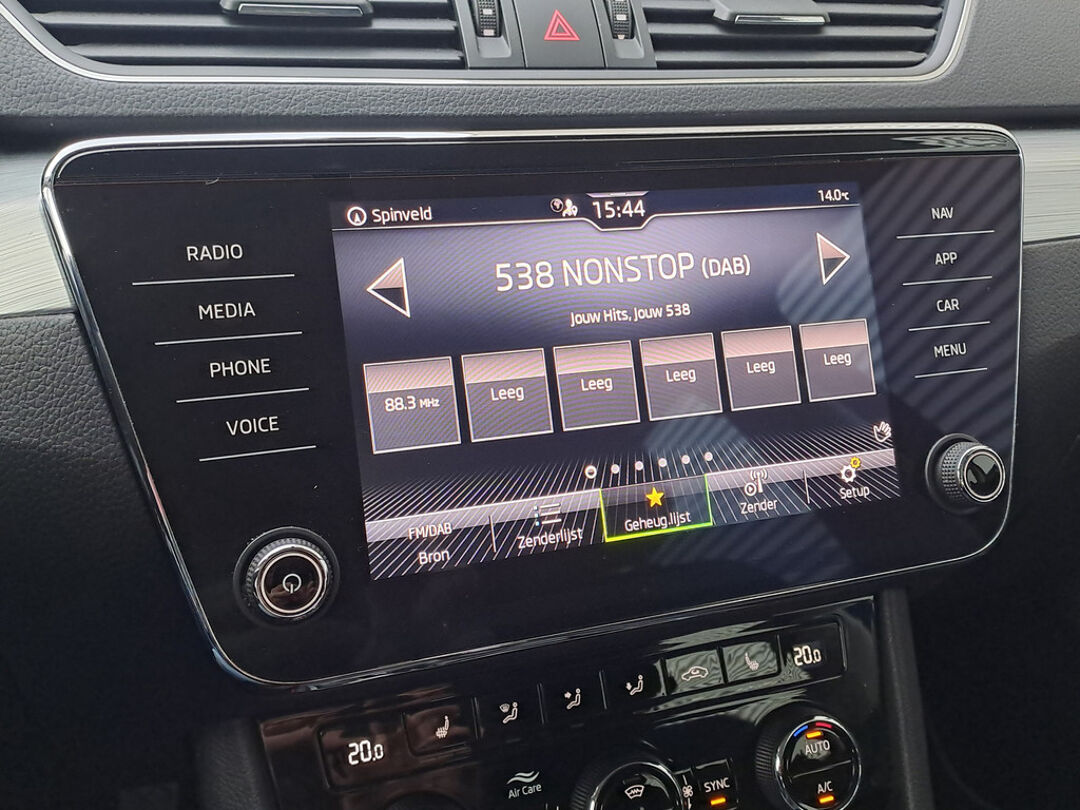 Spinveld
15:44
14.0°C
RADIO
MEDIA
PHONE
VOICE
538 NONSTOP (DAB)
Jouw Hits, Jouw 538
88.3 MHz
Leeg
Leeg
Leeg
Leeg
Leeg
FM/DAB
Bron
Zenderlijst
Geheug.lijst
Zender
Setup
NAV
APP
CAR
MENU
20.0
20.0
Air Care
SYNC
AUTO
A/C